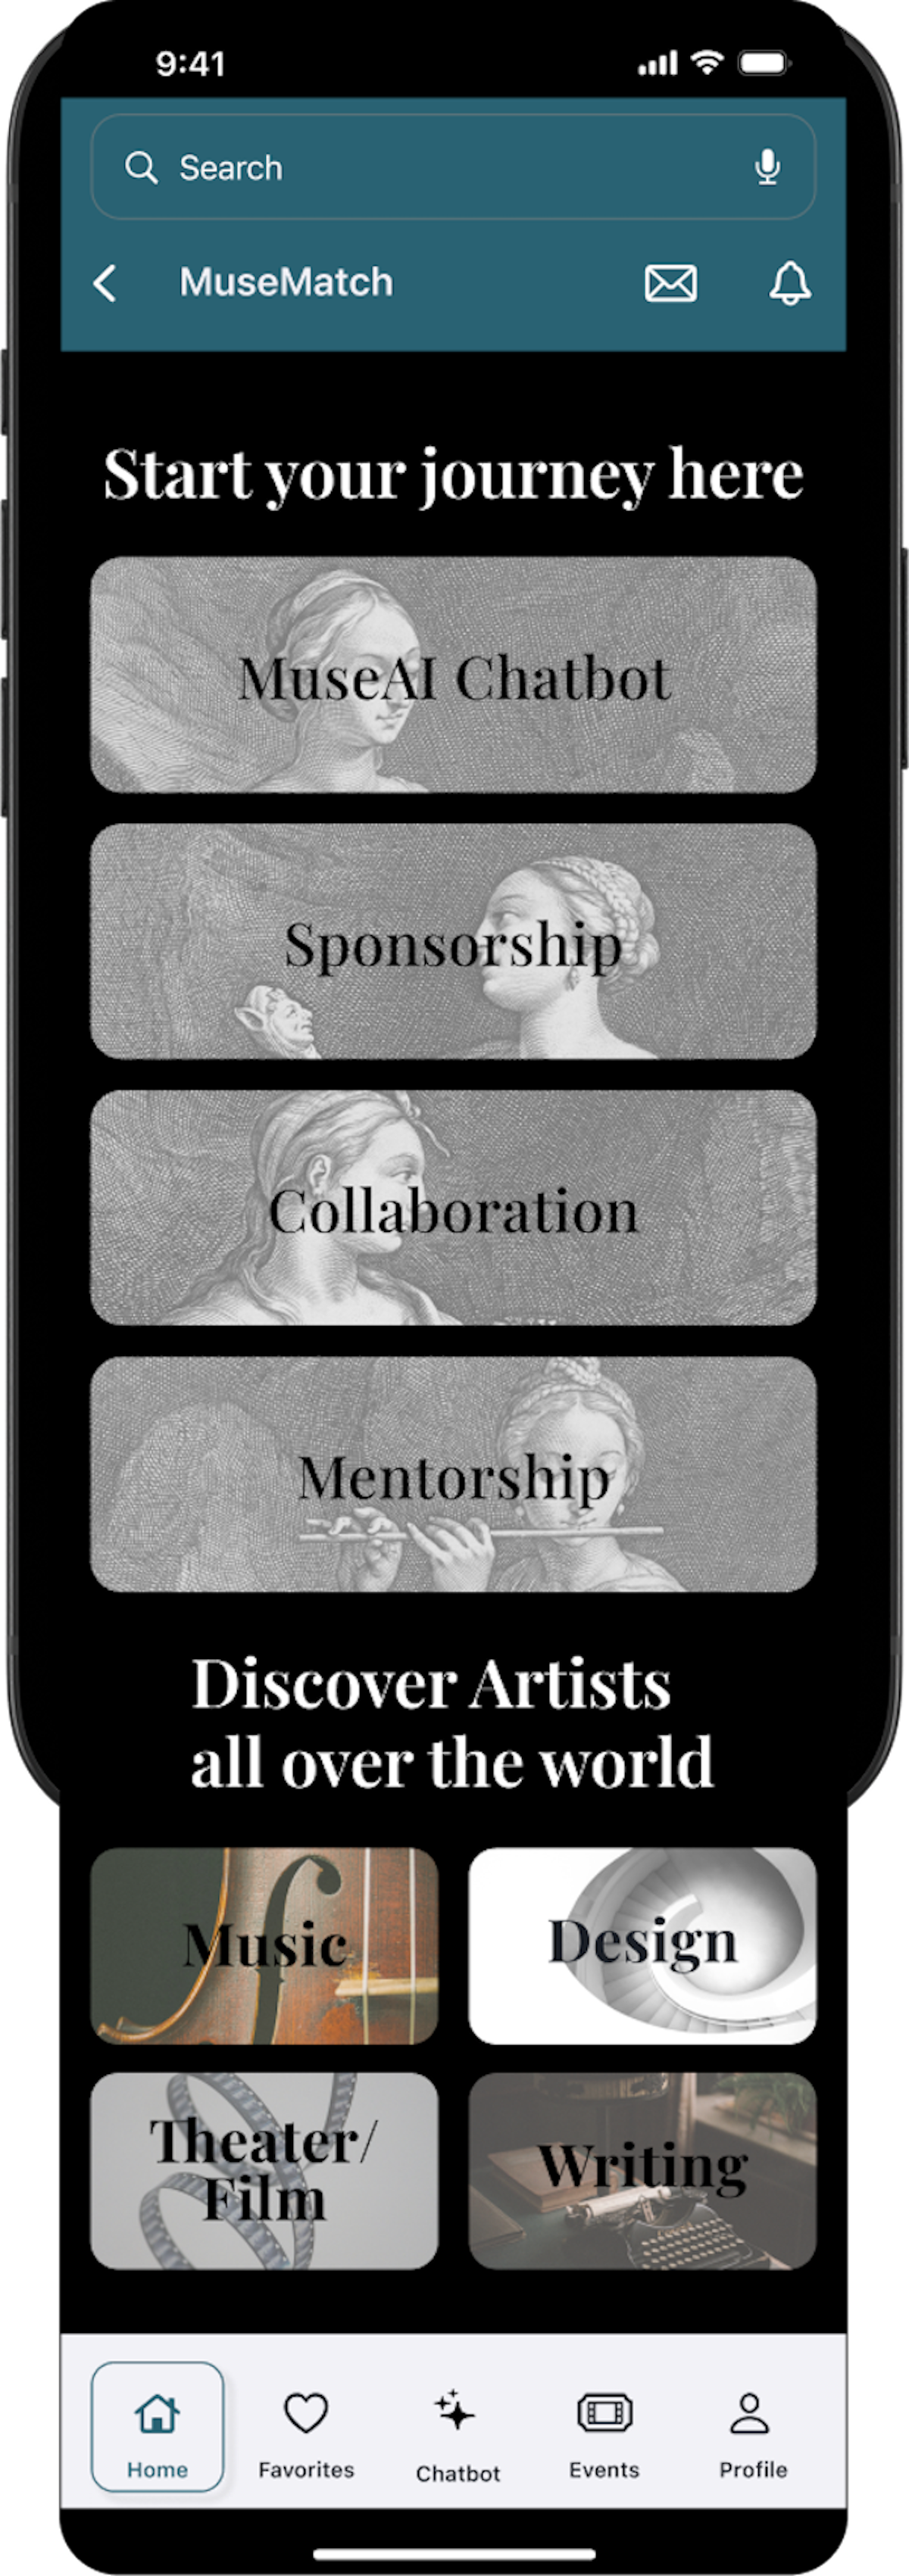 9:41
Search
MuseMatch
Start your journey here
MuseAI Chatbot
Sponsorship
Collaboration
Mentorship
Discover Artists
all over the world
Music
Design
Theater/
Film
Writing
Home
Favorites
Chatbot
Events
Profile